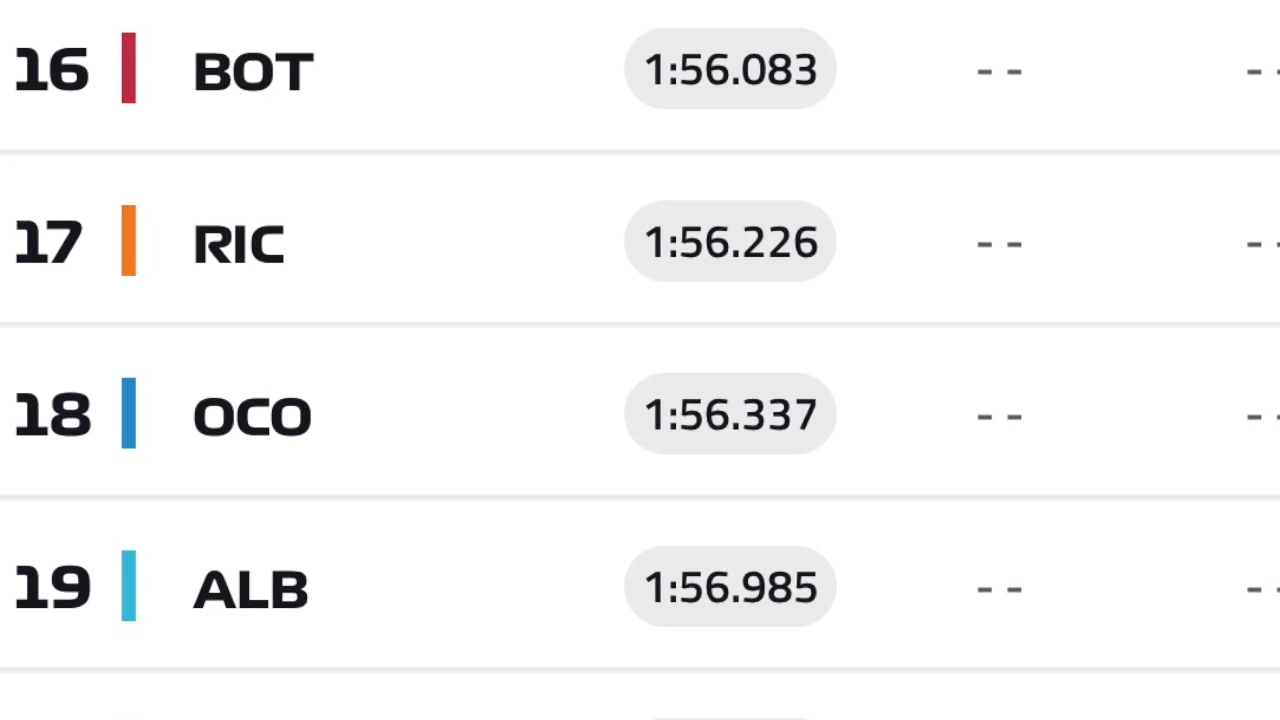 16 BOT 1:56.083 - - - -
17 RIC 1:56.226 - - - -
18 OCO 1:56.337 - - - -
19 ALB 1:56.985 - - - -